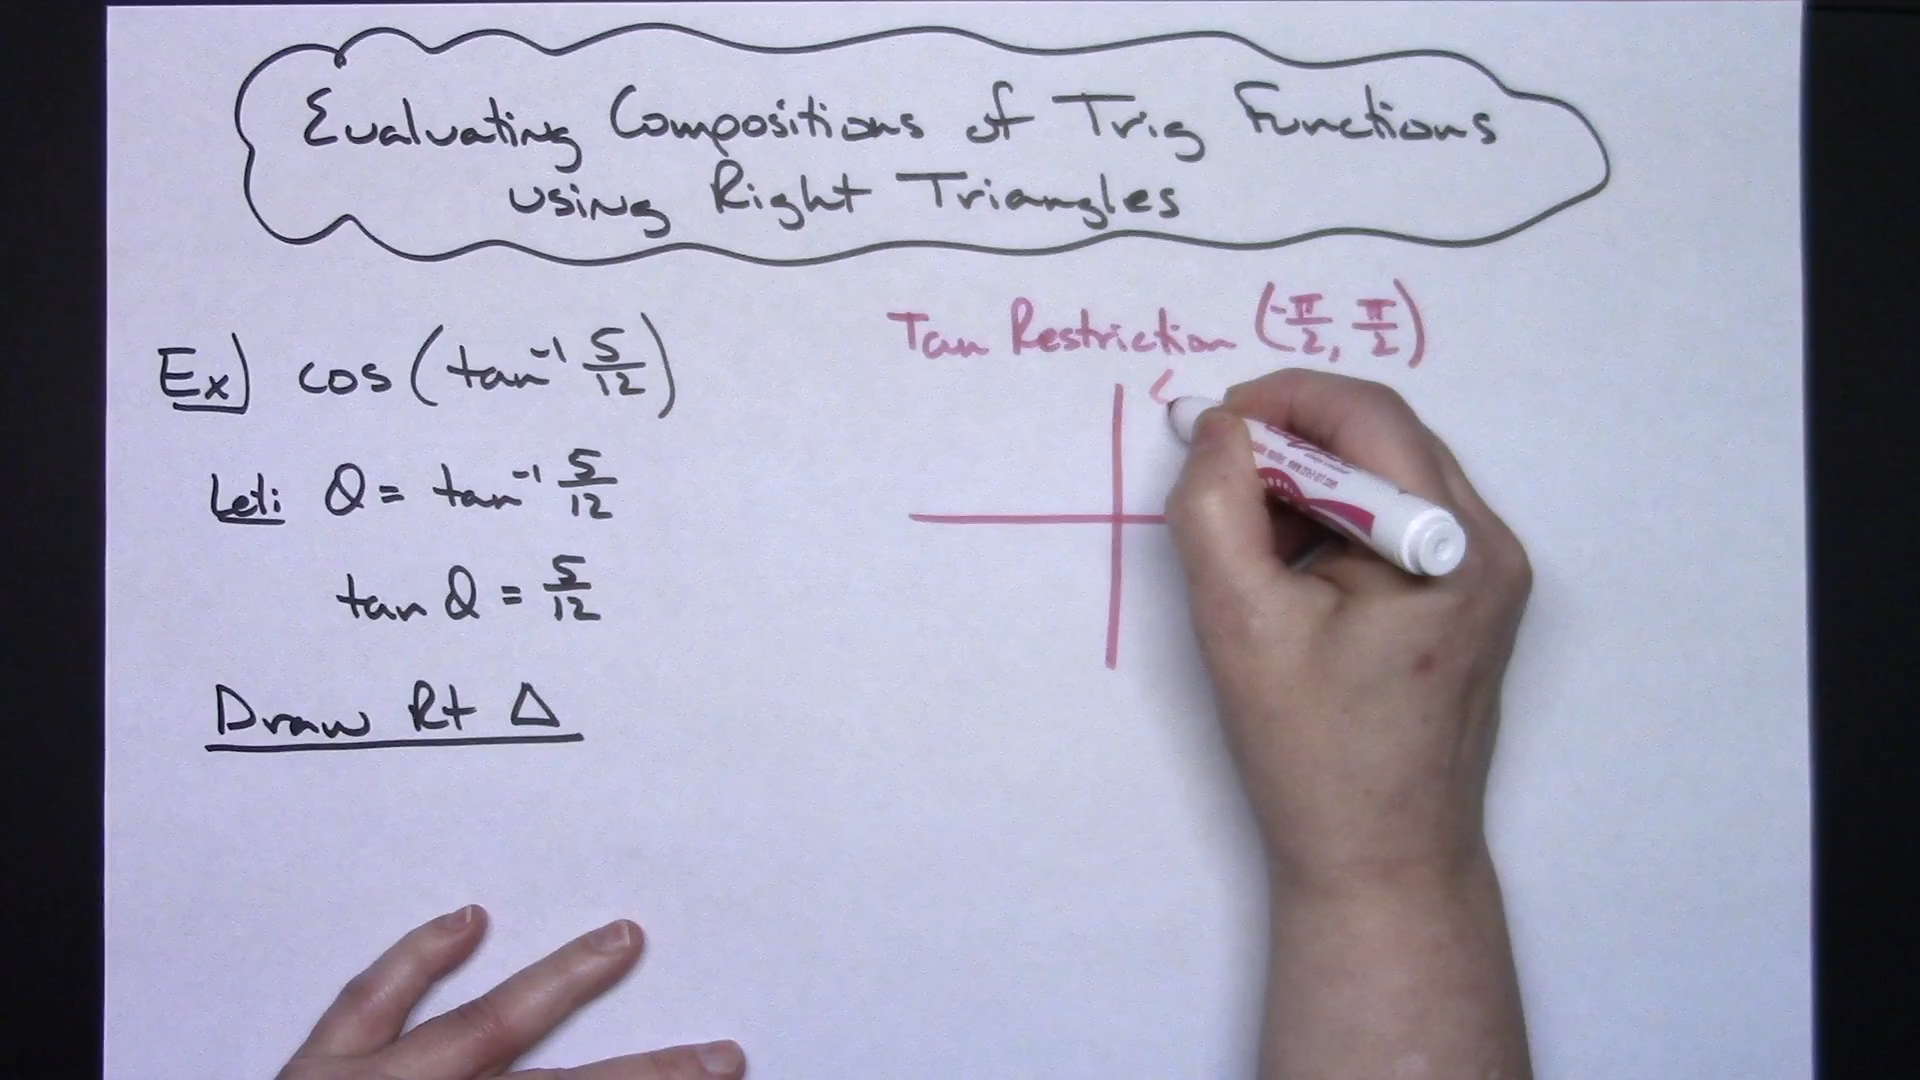 Evaluating Compositions of Trig Functions
using Right Triangles
Ex) cos(tan⁻¹ 5/12)
Let: θ = tan⁻¹ 5/12
tan θ = 5/12
Draw Rt Δ
Tan Restriction (-π/2, π/2)